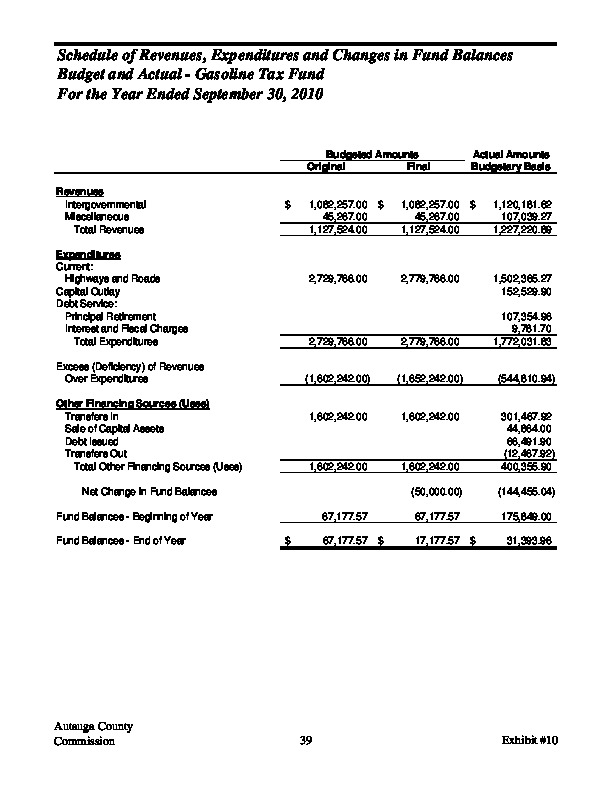 Schedule of Revenues, Expenditures and Changes in Fund Balances
Budget and Actual - Gasoline Tax Fund
For the Year Ended September 30, 2010
Budgeted Amounts Actual Amounts
Original Final Budgetary Basis
Revenues
Intergovernmental $ 1,082,257.00 $ 1,082,257.00 $ 1,120,181.62
Miscellaneous 45,267.00 45,267.00 107,039.27
Total Revenues 1,127,524.00 1,127,524.00 1,227,220.89
Expenditures
Current:
Highways and Roads 2,729,766.00 2,779,766.00 1,502,365.27
Capital Outlay 152,529.90
Debt Service:
Principal Retirement 107,354.96
Interest and Fiscal Charges 9,781.70
Total Expenditures 2,729,766.00 2,779,766.00 1,772,031.83
Excess (Deficiency) of Revenues
Over Expenditures (1,602,242.00) (1,652,242.00) (544,810.94)
Other Financing Sources (Uses)
Transfers In 1,602,242.00 1,602,242.00 301,467.92
Sale of Capital Assets 44,864.00
Debt Issued 66,491.90
Transfers Out (12,467.92)
Total Other Financing Sources (Uses) 1,602,242.00 1,602,242.00 400,355.90
Net Change in Fund Balances (50,000.00) (144,455.04)
Fund Balances - Beginning of Year 67,177.57 67,177.57 175,849.00
Fund Balances - End of Year $ 67,177.57 $ 17,177.57 $ 31,393.96
Autauga County
Commission 39 Exhibit #10